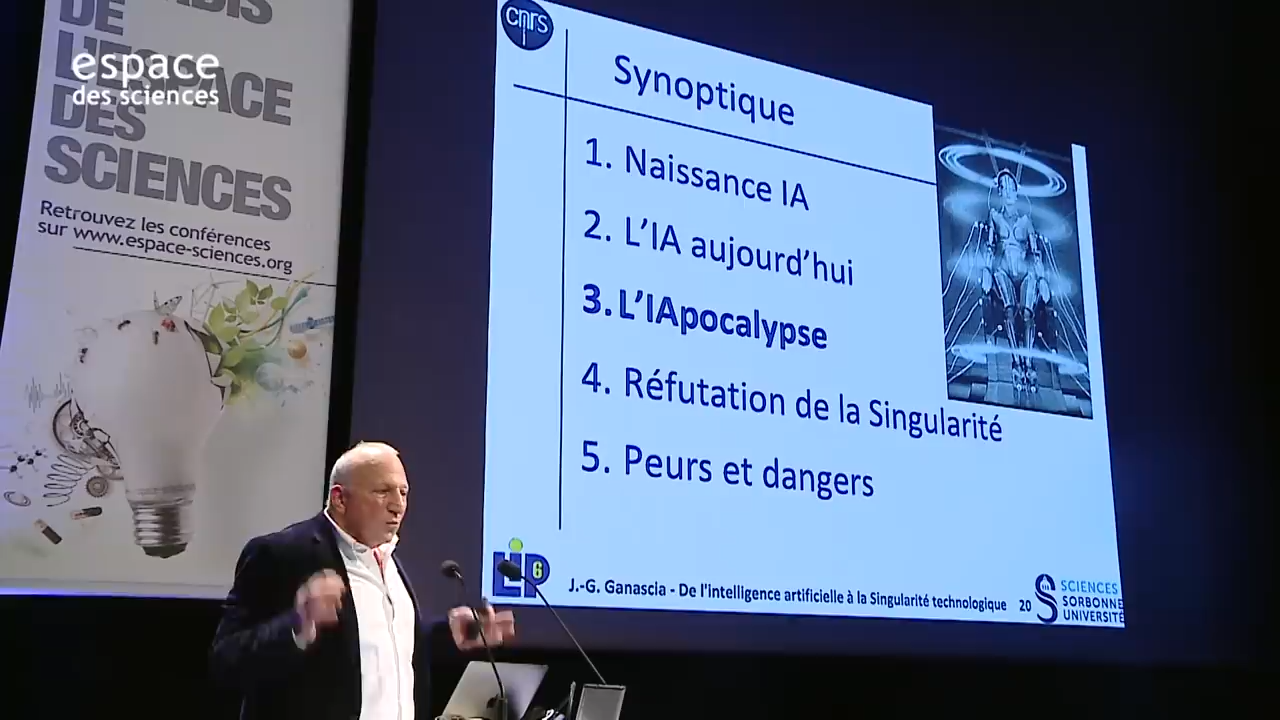 DE
L'ESPACE
DES
SCIENCES
espace
des sciences
Retrouvez les conférences
sur www.espace-sciences.org
cnrs
Synoptique
1. Naissance IA
2. L'IA aujourd'hui
3. L'IApocalypse
4. Réfutation de la Singularité
5. Peurs et dangers
LIP6
J.-G. Ganascia - De l'intelligence artificielle à la Singularité technologique 20
SCIENCES
SORBONNE
UNIVERSITÉ